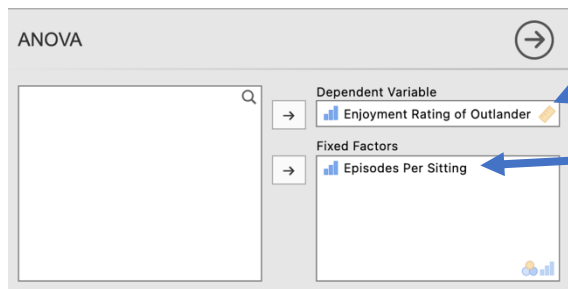 ANOVA
Dependent Variable
Enjoyment Rating of Outlander
Fixed Factors
Episodes Per Sitting